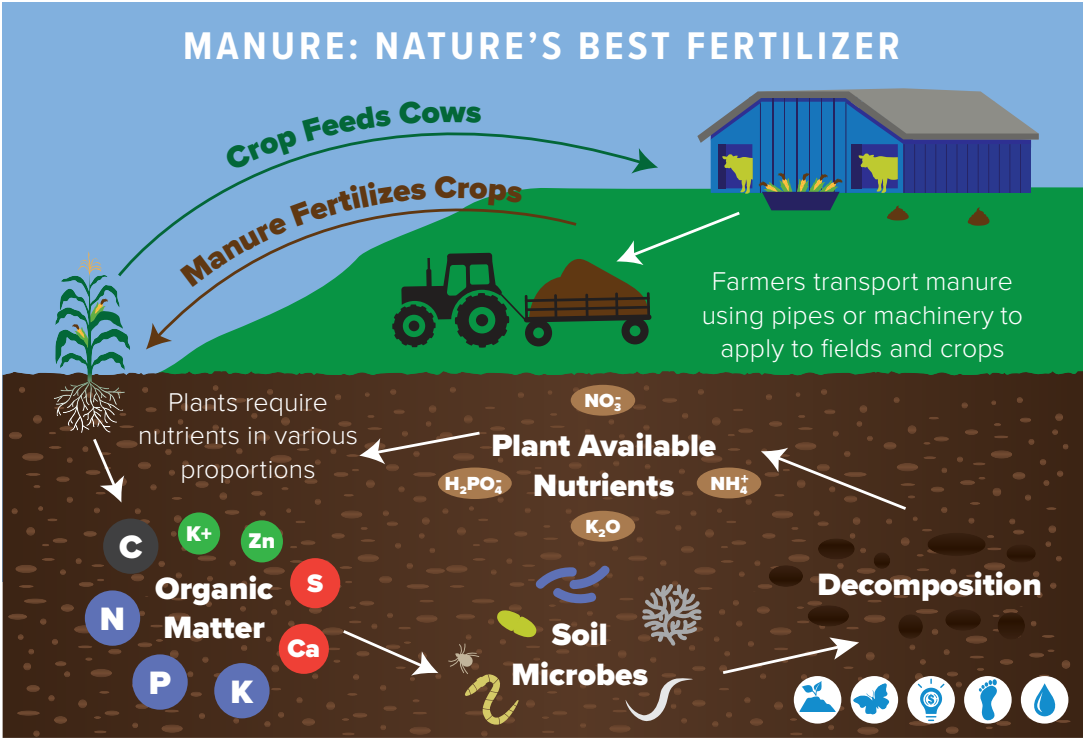 MANURE: NATURE'S BEST FERTILIZER
Crop Feeds Cows
Manure Fertilizes Crops
Farmers transport manure
using pipes or machinery to
apply to fields and crops
Plants require
nutrients in various
proportions
NO₃⁻
Plant Available
Nutrients
H₂PO₄⁻
NH₄⁺
K₂O
C
K+
Zn
S
Organic
Matter
N
Ca
P
K
Soil
Microbes
Decomposition
$